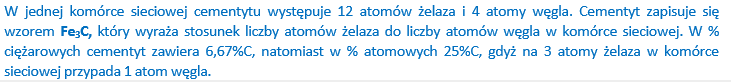 W jednej komórce sieciowej cementytu występuje 12 atomów żelaza i 4 atomy węgla. Cementyt zapisuje się
wzorem Fe₃C, który wyraża stosunek liczby atomów żelaza do liczby atomów węgla w komórce sieciowej. W %
ciężarowych cementyt zawiera 6,67%C, natomiast w % atomowych 25%C, gdyż na 3 atomy żelaza w komórce
sieciowej przypada 1 atom węgla.